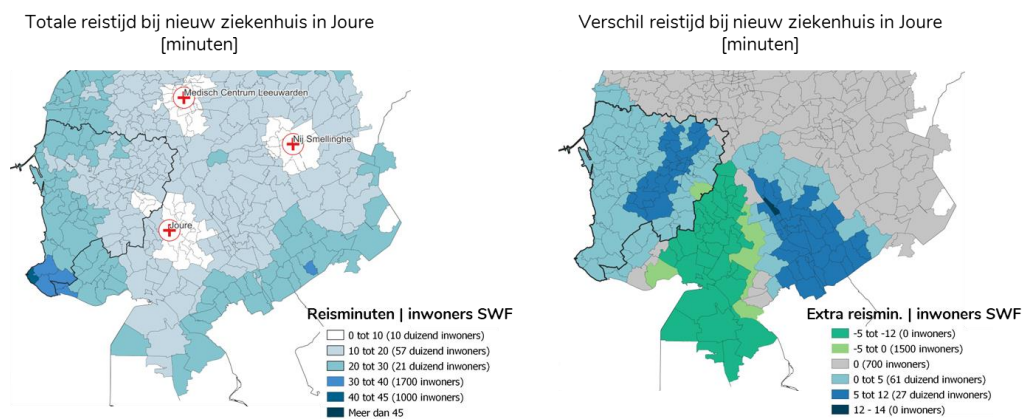 Totale reistijd bij nieuw ziekenhuis in Joure
[minuten]
Medisch Centrum Leeuwarden
Nij Smellinghe
Joure
Reisminuten | inwoners SWF
0 tot 10 (10 duizend inwoners)
10 tot 20 (57 duizend inwoners)
20 tot 30 (21 duizend inwoners)
30 tot 40 (1700 inwoners)
40 tot 45 (1000 inwoners)
Meer dan 45
Verschil reistijd bij nieuw ziekenhuis in Joure
[minuten]
Extra reismin. | inwoners SWF
-5 tot -12 (0 inwoners)
-5 tot 0 (1500 inwoners)
0 (700 inwoners)
0 tot 5 (61 duizend inwoners)
5 tot 12 (27 duizend inwoners)
12 - 14 (0 inwoners)